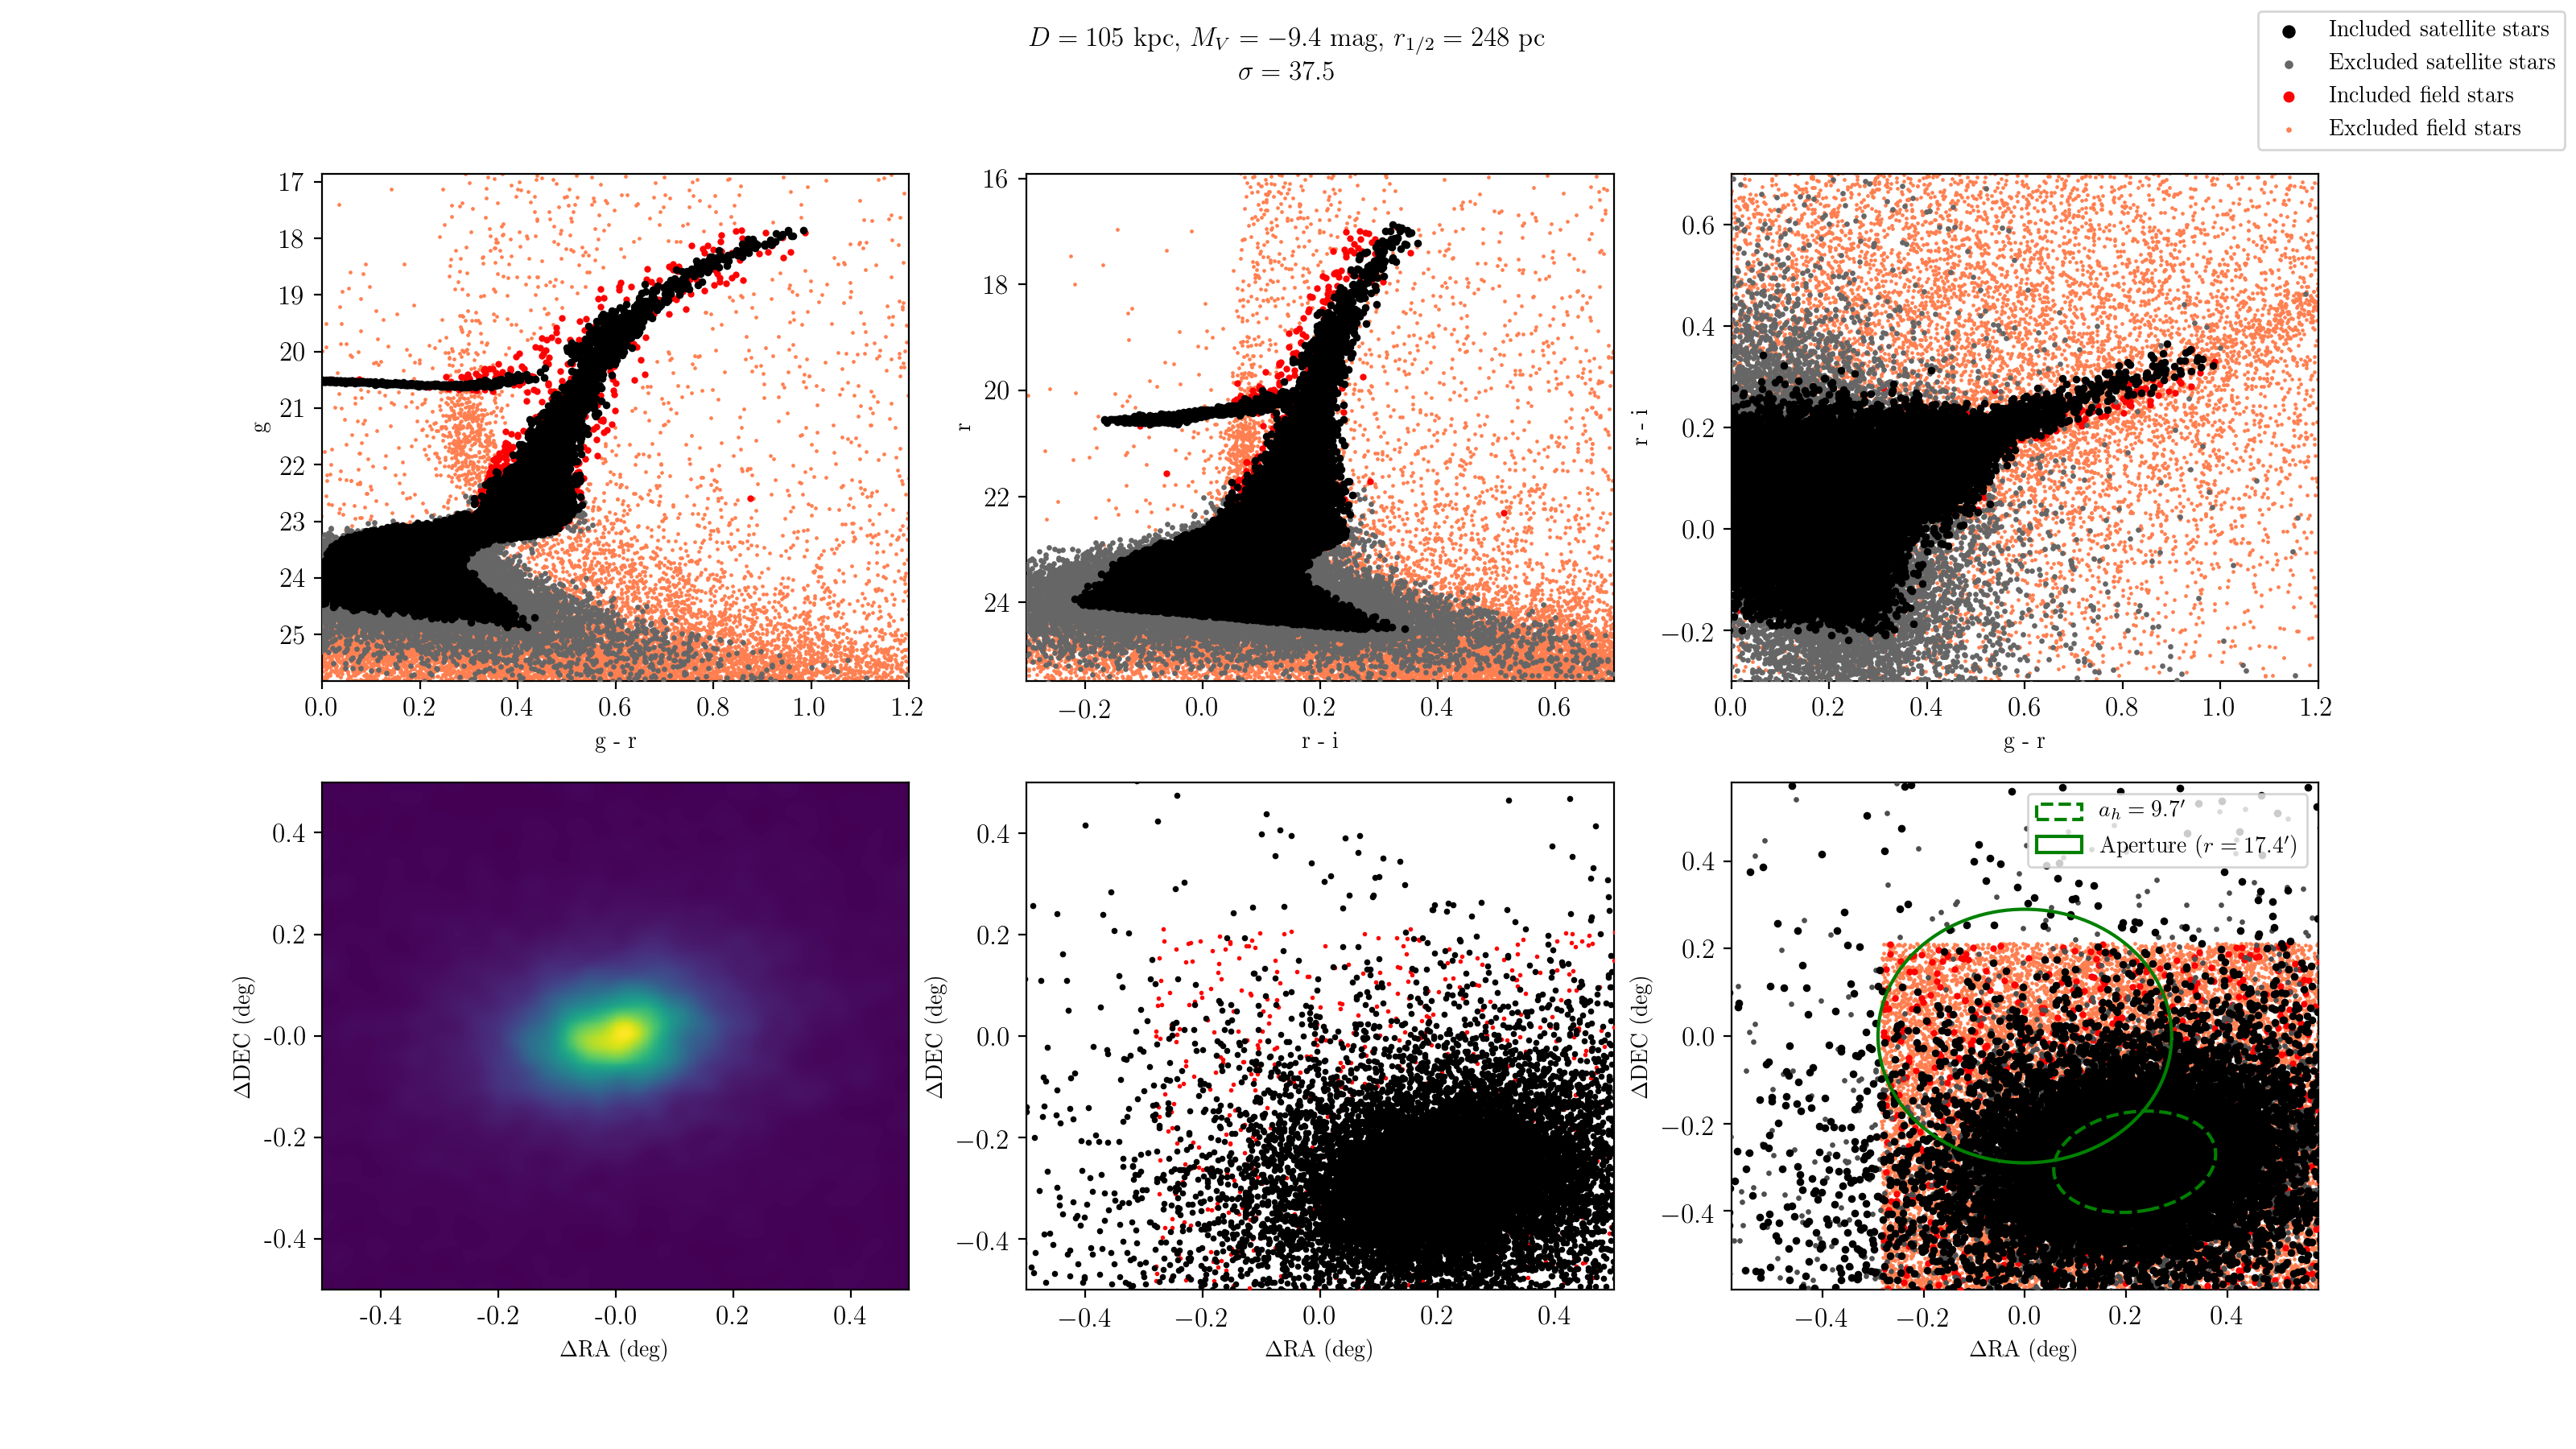 D = 105 kpc, M_V = −9.4 mag, r_{1/2} = 248 pc
σ = 37.5
Included satellite stars
Excluded satellite stars
Included field stars
Excluded field stars
17
18
19
20
21
22
23
24
25
g
0.0 0.2 0.4 0.6 0.8 1.0 1.2
g - r
16
18
20
22
24
r
−0.2 0.0 0.2 0.4 0.6
r - i
0.6
0.4
0.2
0.0
−0.2
r - i
0.0 0.2 0.4 0.6 0.8 1.0 1.2
g - r
0.4
0.2
-0.0
-0.2
-0.4
ΔDEC (deg)
-0.4 -0.2 -0.0 0.2 0.4
ΔRA (deg)
0.4
0.2
0.0
−0.2
−0.4
ΔDEC (deg)
−0.4 −0.2 0.0 0.2 0.4
ΔRA (deg)
a_h = 9.7′
Aperture (r = 17.4′)
0.4
0.2
0.0
−0.2
−0.4
ΔDEC (deg)
−0.4 −0.2 0.0 0.2 0.4
ΔRA (deg)